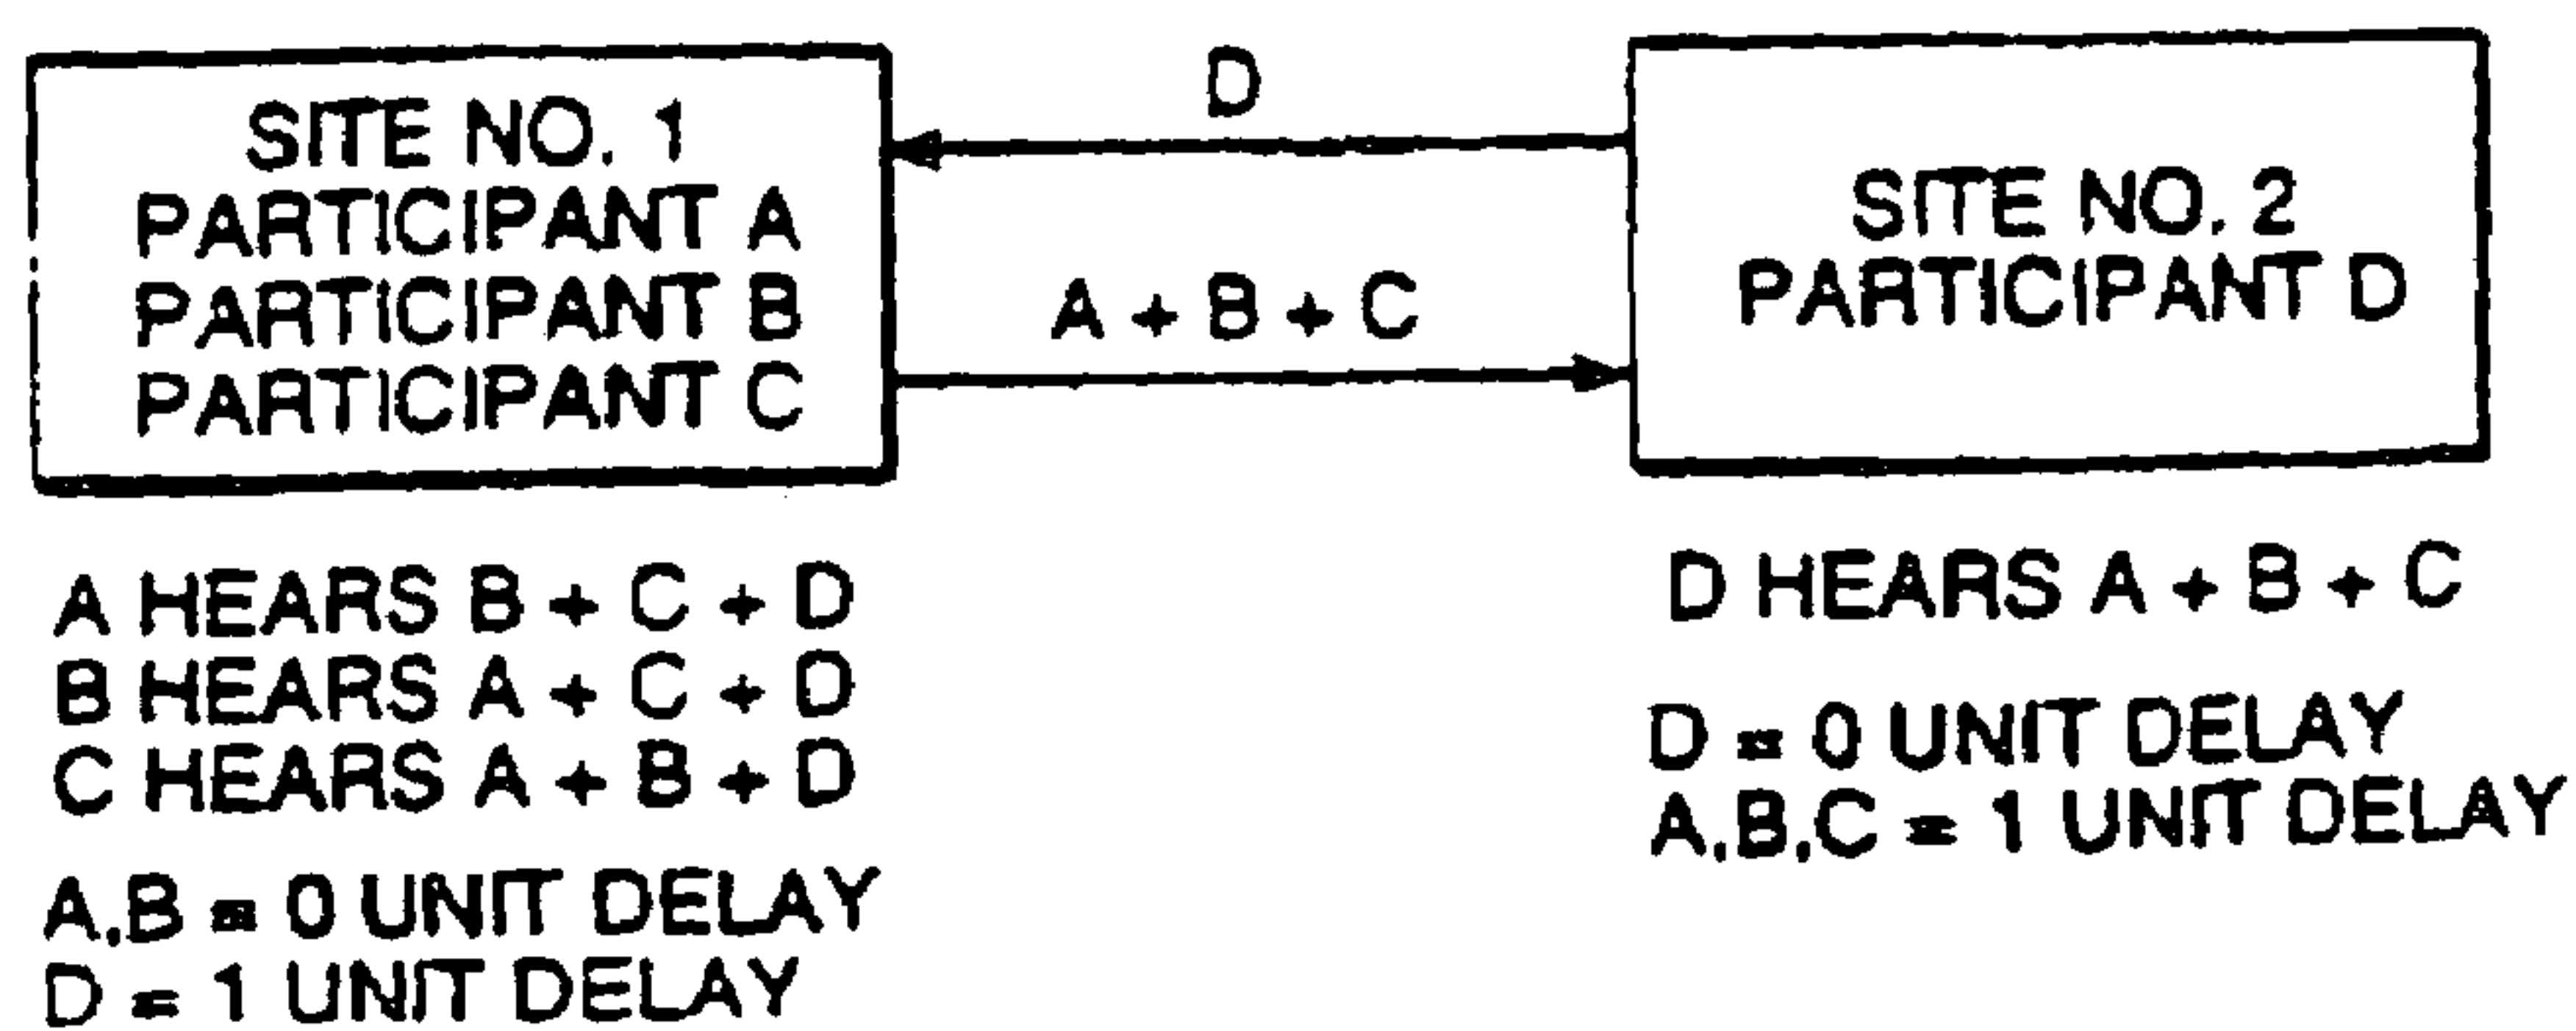 SITE NO. 1
PARTICIPANT A
PARTICIPANT B
PARTICIPANT C
D
A + B + C
SITE NO. 2
PARTICIPANT D
A HEARS B + C + D
B HEARS A + C + D
C HEARS A + B + D
A,B = 0 UNIT DELAY
D = 1 UNIT DELAY
D HEARS A + B + C
D = 0 UNIT DELAY
A,B,C = 1 UNIT DELAY